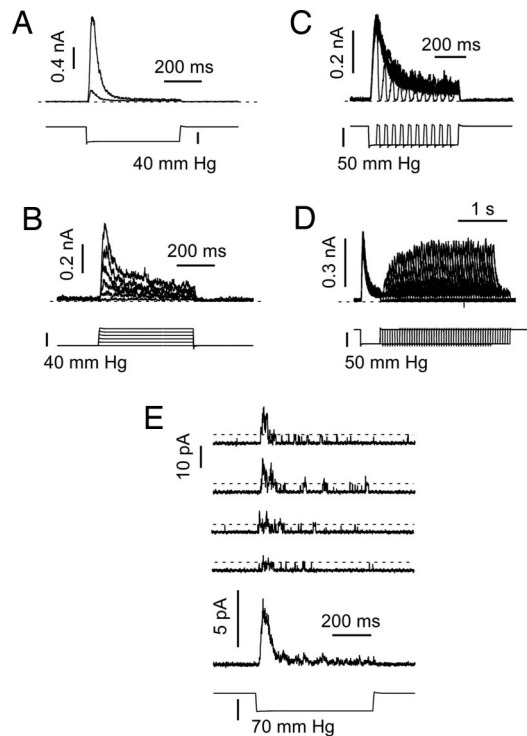 A
0.4 nA
200 ms
40 mm Hg
C
0.2 nA
200 ms
50 mm Hg
B
0.2 nA
200 ms
40 mm Hg
D
0.3 nA
1 s
50 mm Hg
E
10 pA
5 pA
200 ms
70 mm Hg